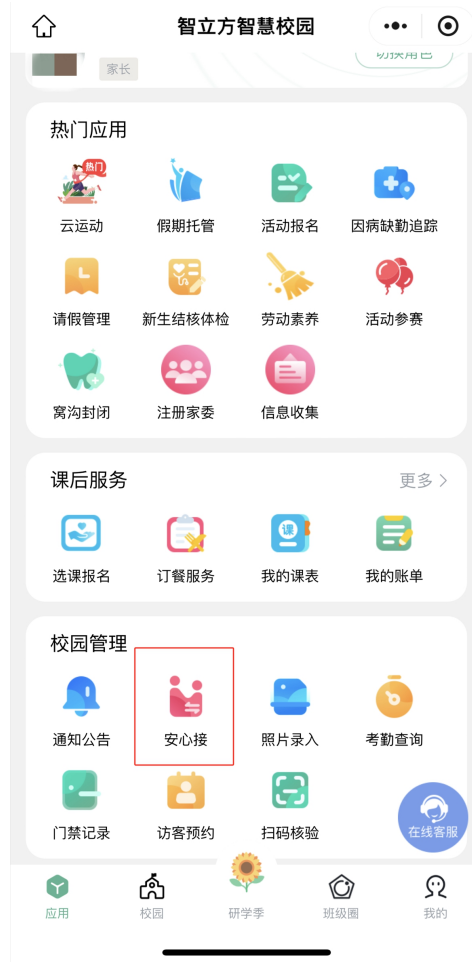 智立方智慧校园
家长
切换角色
热门应用
热门
云运动
假期托管
活动报名
因病缺勤追踪
请假管理
新生结核体检
劳动素养
活动参赛
窝沟封闭
注册家委
信息收集
课后服务
更多
课
选课报名
订餐服务
我的课表
我的账单
校园管理
通知公告
安心接
照片录入
考勤查询
门禁记录
访客预约
扫码核验
在线客服
应用
校园
研学季
班级圈
我的